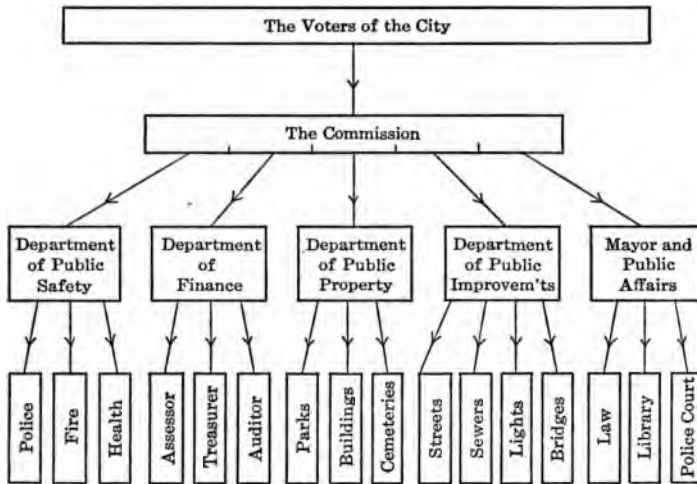 The Voters of the City
The Commission
Department
of Public
Safety
Department
of
Finance
Department
of Public
Property
Department
of Public
Improvem'ts
Mayor and
Public
Affairs
Police
Fire
Health
Assessor
Treasurer
Auditor
Parks
Buildings
Cemeteries
Streets
Sewers
Lights
Bridges
Law
Library
Police Court